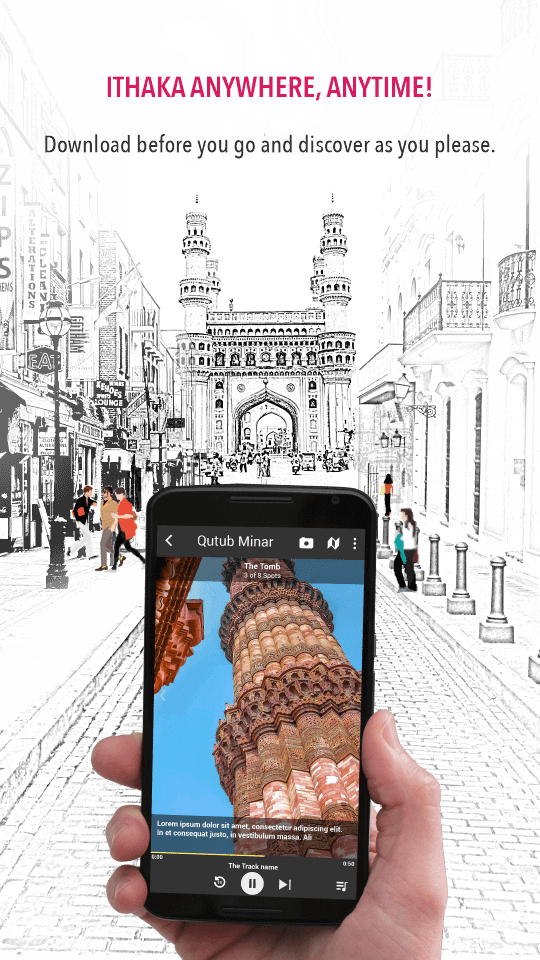 ITHAKA ANYWHERE, ANYTIME!
Download before you go and discover as you please.
ALTERATIONS
EAT
LOUNGE
Qutub Minar
The Tomb
3 of 8 Spots
Lorem ipsum dolor sit amet, consectetur adipiscing elit.
In et consequat justo, in vestibulum massa. Ali
0:00
0:50
The Track name